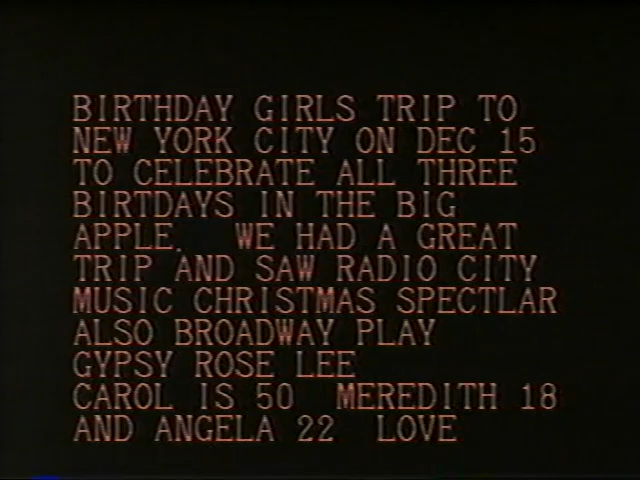 BIRTHDAY GIRLS TRIP TO
NEW YORK CITY ON DEC 15
TO CELEBRATE ALL THREE
BIRTDAYS IN THE BIG
APPLE.  WE HAD A GREAT
TRIP AND SAW RADIO CITY
MUSIC CHRISTMAS SPECTLAR
ALSO BROADWAY PLAY
GYPSY ROSE LEE
CAROL IS 50  MEREDITH 18
AND ANGELA 22  LOVE